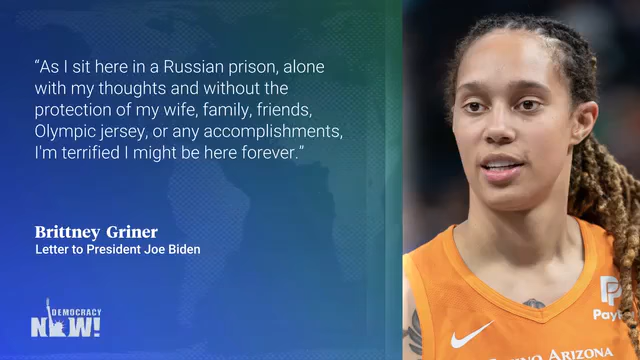 “As I sit here in a Russian prison, alone
with my thoughts and without the
protection of my wife, family, friends,
Olympic jersey, or any accomplishments,
I'm terrified I might be here forever.”
Brittney Griner
Letter to President Joe Biden
DEMOCRACY
NOW!
P
ARIZONA